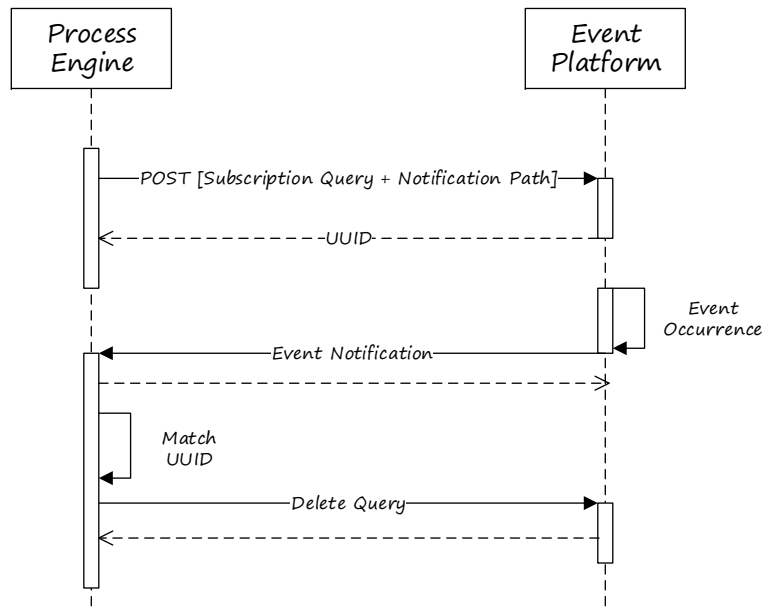 Process
Engine
Event
Platform
POST [Subscription Query + Notification Path]
UUID
Event
Occurrence
Event Notification
Match
UUID
Delete Query